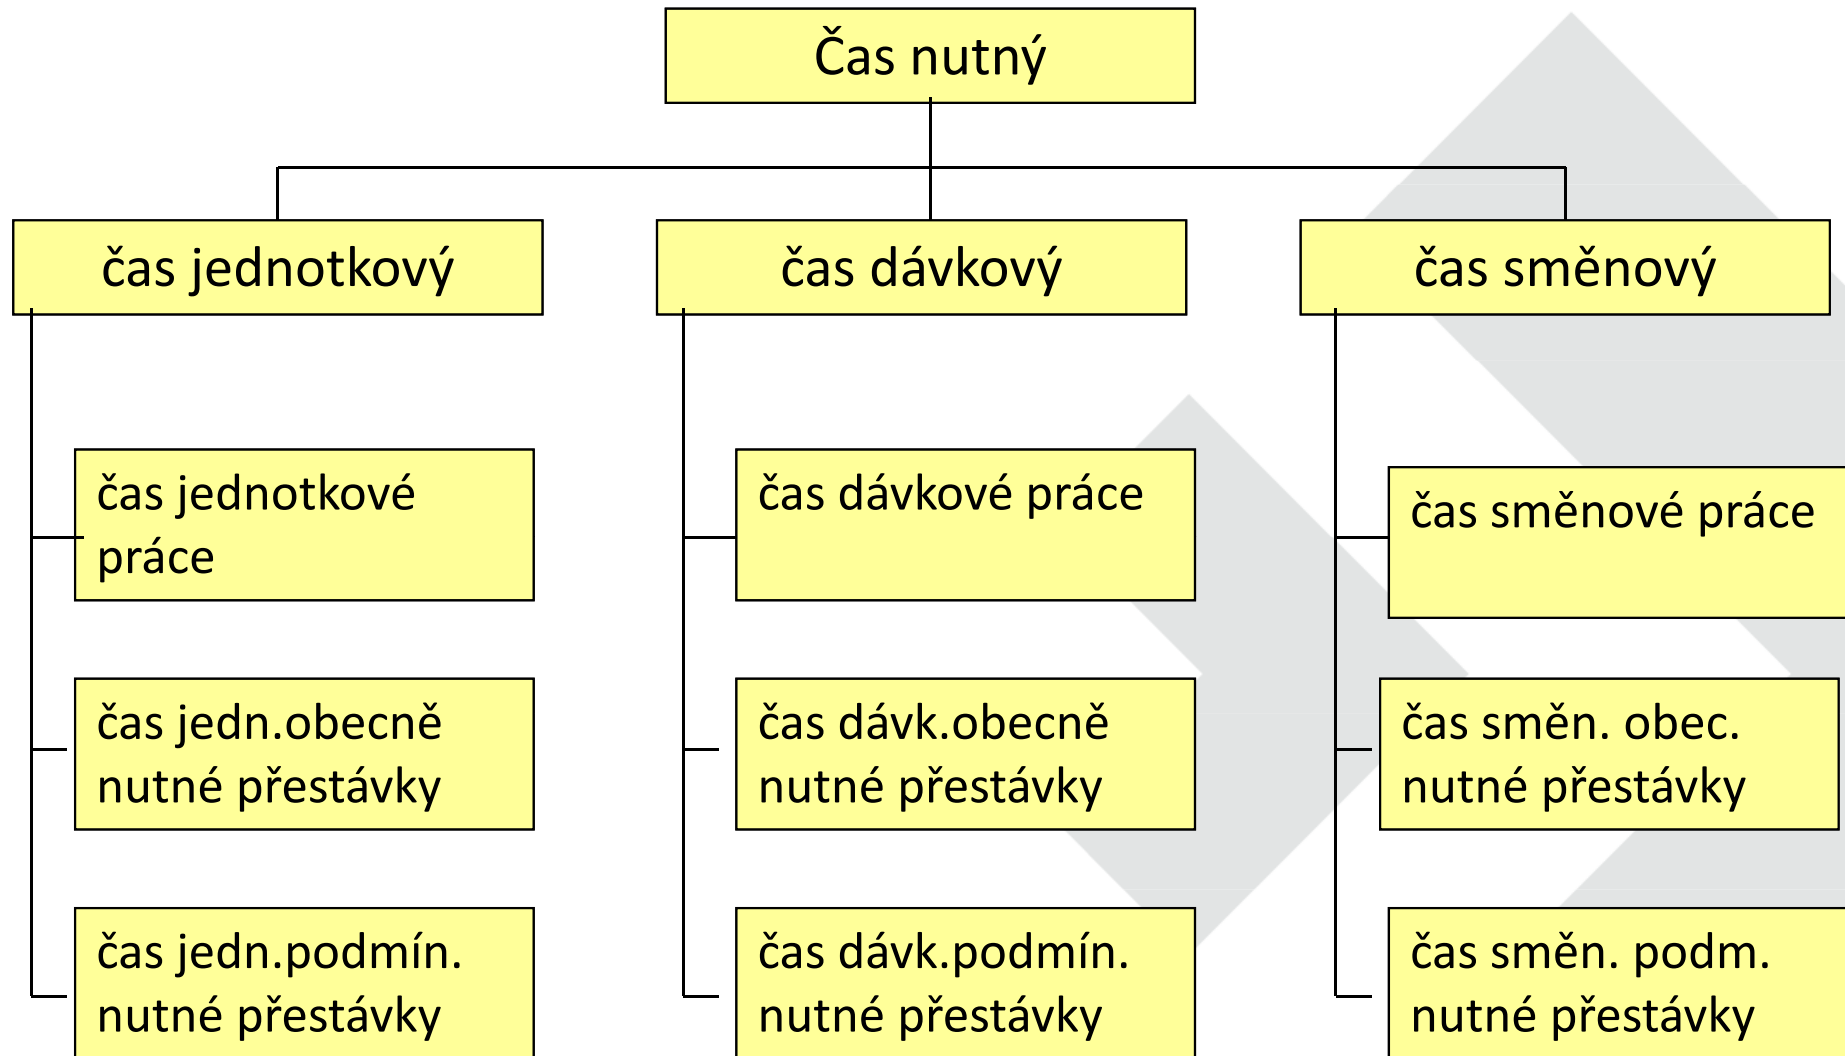 Čas nutný
čas jednotkový
čas dávkový
čas směnový
čas jednotkové
práce
čas dávkové práce
čas směnové práce
čas jedn.obecně
nutné přestávky
čas dávk.obecně
nutné přestávky
čas směn. obec.
nutné přestávky
čas jedn.podmín.
nutné přestávky
čas dávk.podmín.
nutné přestávky
čas směn. podm.
nutné přestávky